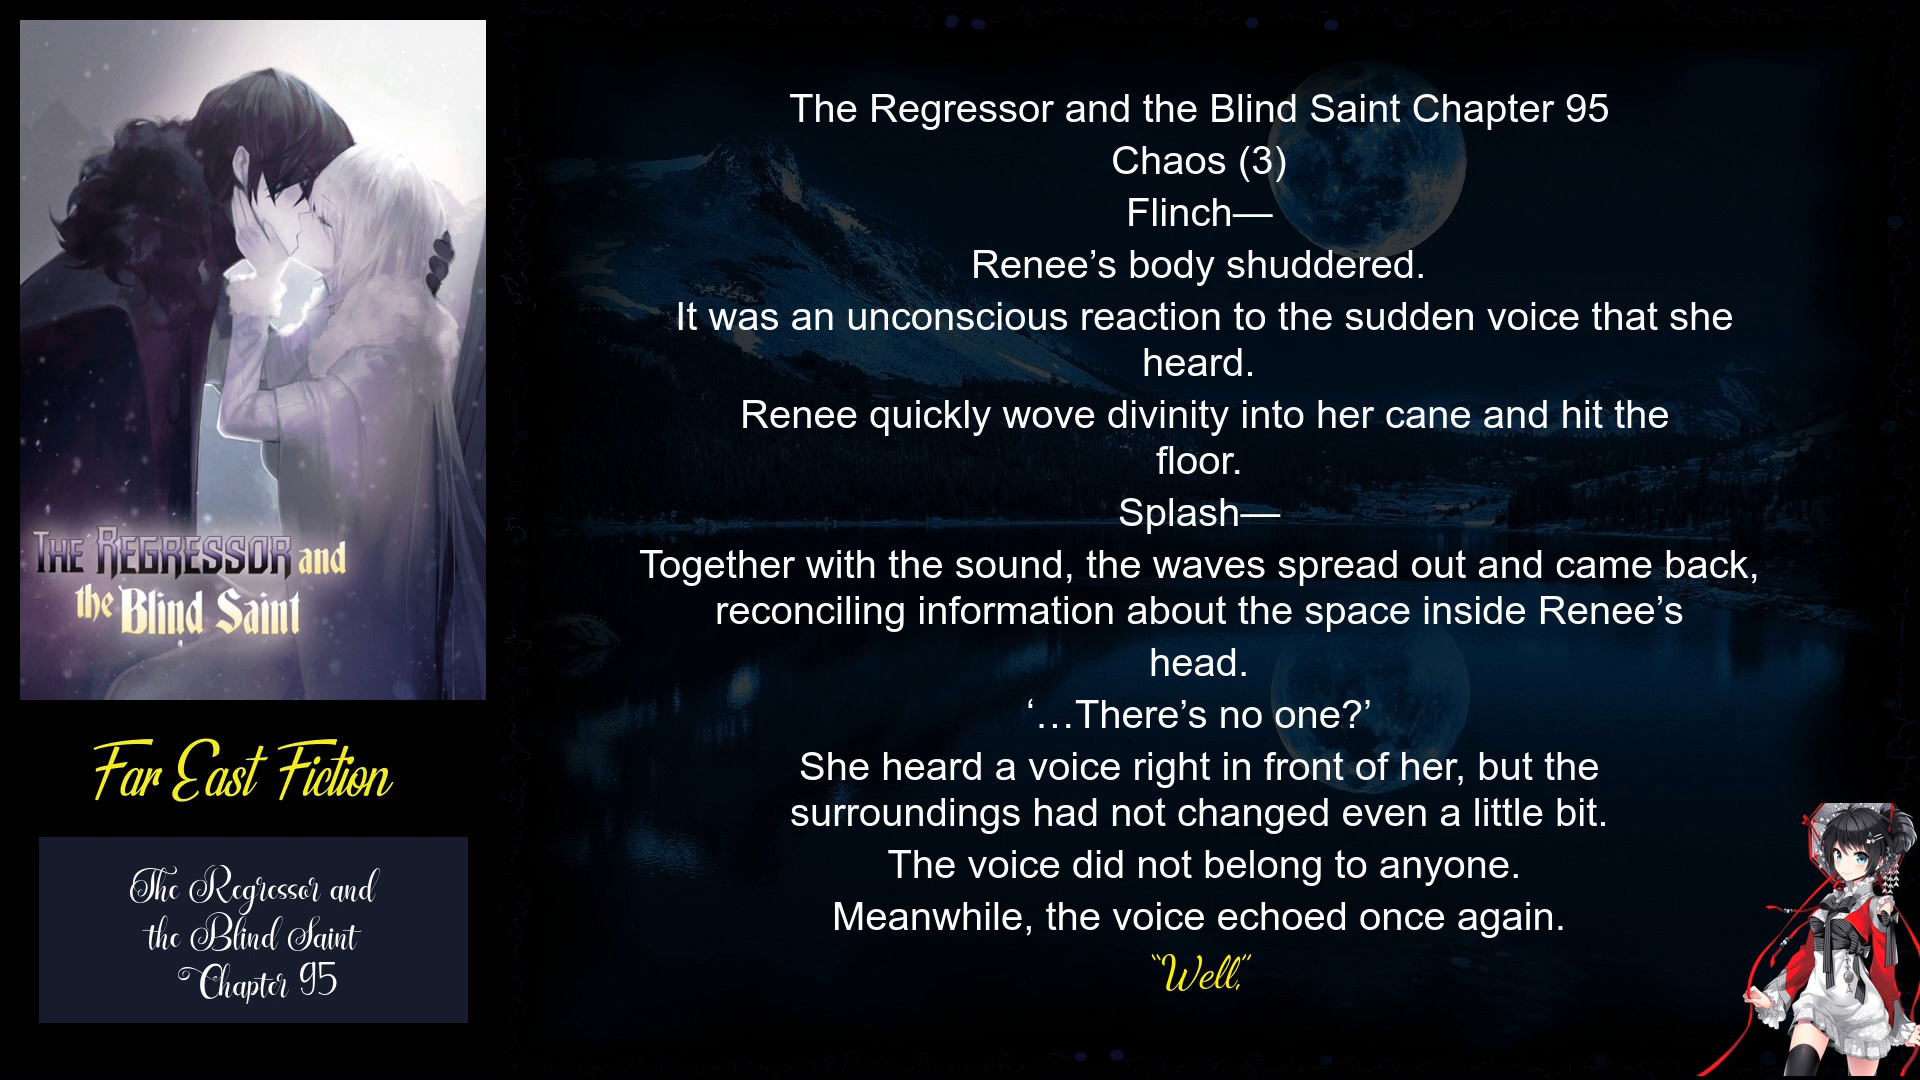 The Regressor and
the Blind Saint
Far East Fiction
The Regressor and
the Blind Saint
Chapter 95
The Regressor and the Blind Saint Chapter 95
Chaos (3)
Flinch—
Renee’s body shuddered.
It was an unconscious reaction to the sudden voice that she
heard.
Renee quickly wove divinity into her cane and hit the
floor.
Splash—
Together with the sound, the waves spread out and came back,
reconciling information about the space inside Renee’s
head.
‘…There’s no one?’
She heard a voice right in front of her, but the
surroundings had not changed even a little bit.
The voice did not belong to anyone.
Meanwhile, the voice echoed once again.
“Well,”